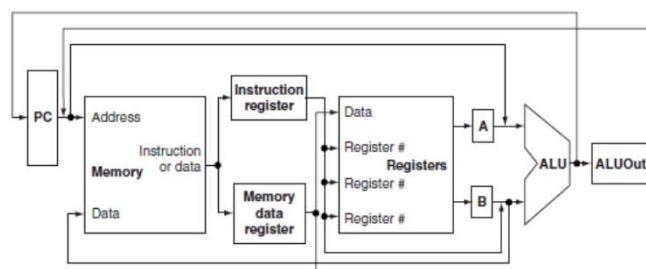 PC
Address
Memory
Instruction
or data
Data
Instruction
register
Memory
data
register
Data
Register #
Registers
Register #
Register #
A
B
ALU
ALUOut